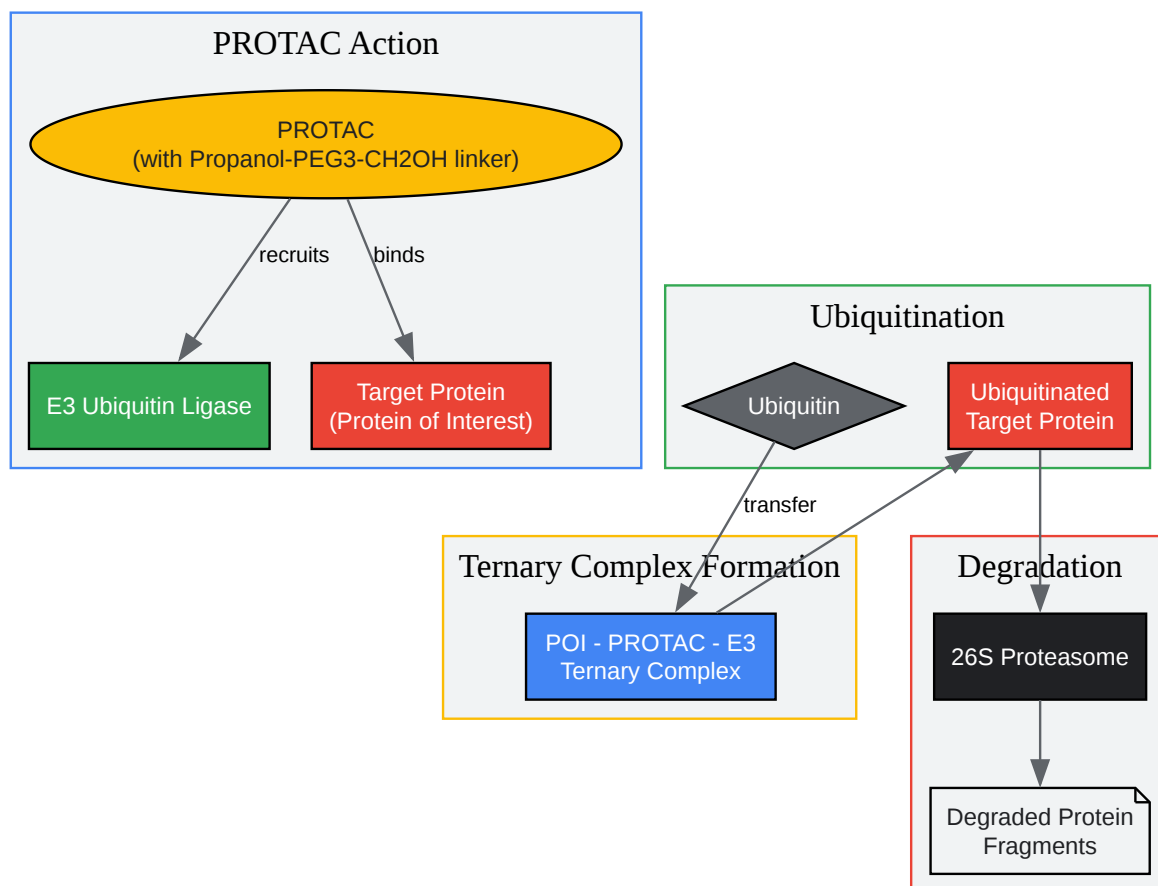 PROTAC Action
PROTAC
(with Propanol-PEG3-CH2OH linker)
recruits
binds
E3 Ubiquitin Ligase
Target Protein
(Protein of Interest)
Ubiquitination
Ubiquitin
Ubiquitinated
Target Protein
transfer
Ternary Complex Formation
POI - PROTAC - E3
Ternary Complex
Degradation
26S Proteasome
Degraded Protein
Fragments